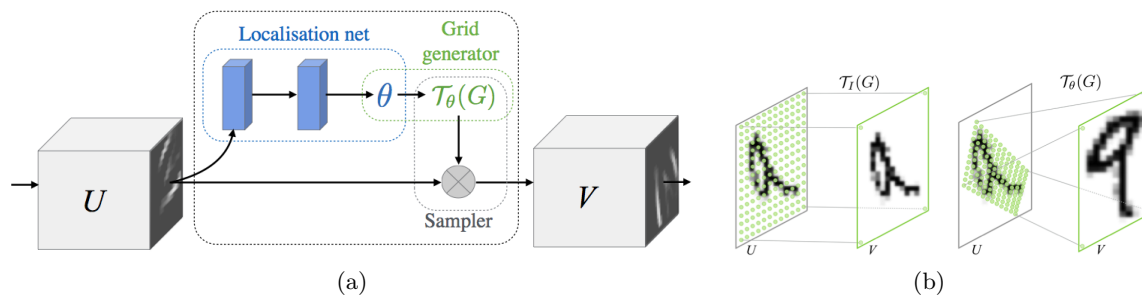 Localisation net
Grid
generator
θ
𝒯θ(G)
U
V
Sampler
(a)
𝒯I(G)
U
V
𝒯θ(G)
U
V
(b)